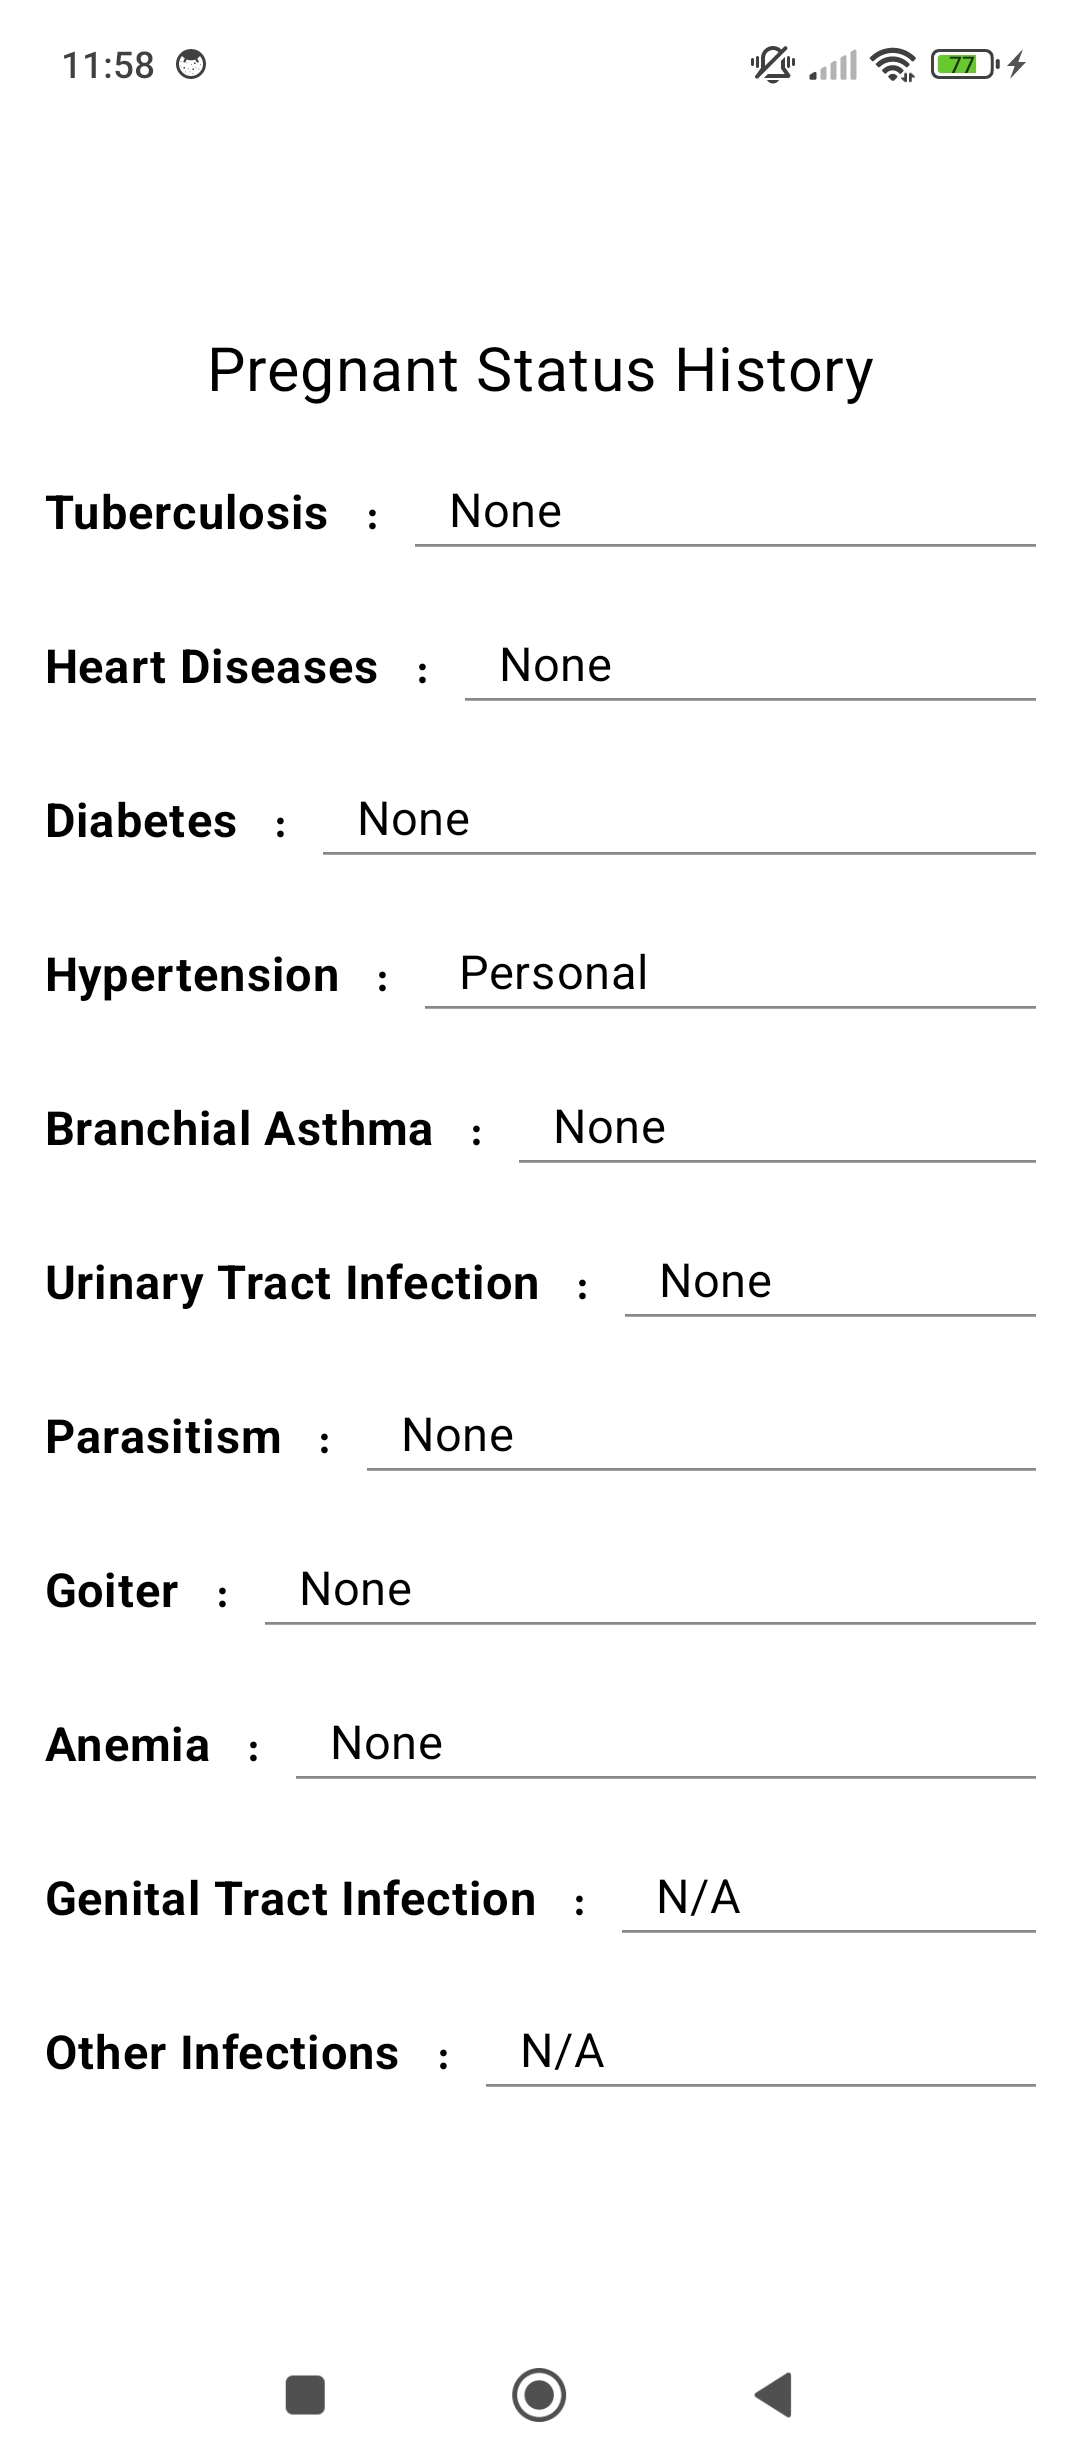 11:58
77
Pregnant Status History
Tuberculosis : None
Heart Diseases : None
Diabetes : None
Hypertension : Personal
Branchial Asthma : None
Urinary Tract Infection : None
Parasitism : None
Goiter : None
Anemia : None
Genital Tract Infection : N/A
Other Infections : N/A